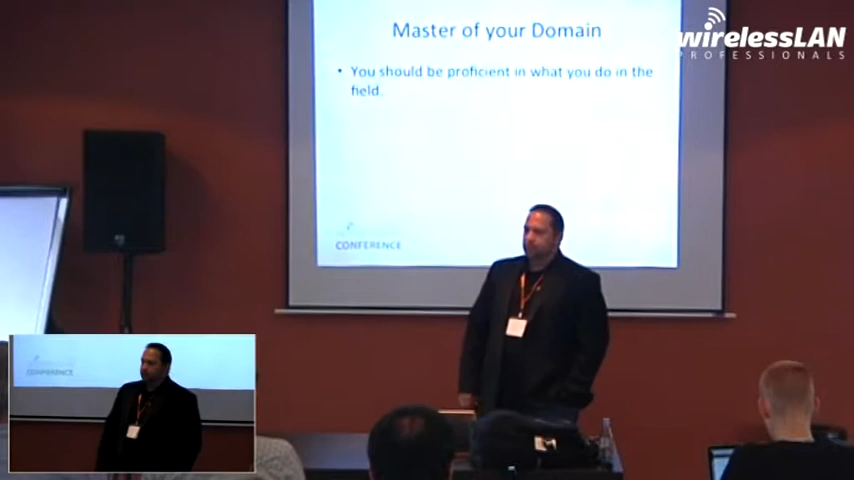 Master of your Domain
wirelessLAN
PROFESSIONALS
• You should be proficient in what you do in the
field.
CONFERENCE
CONFERENCE